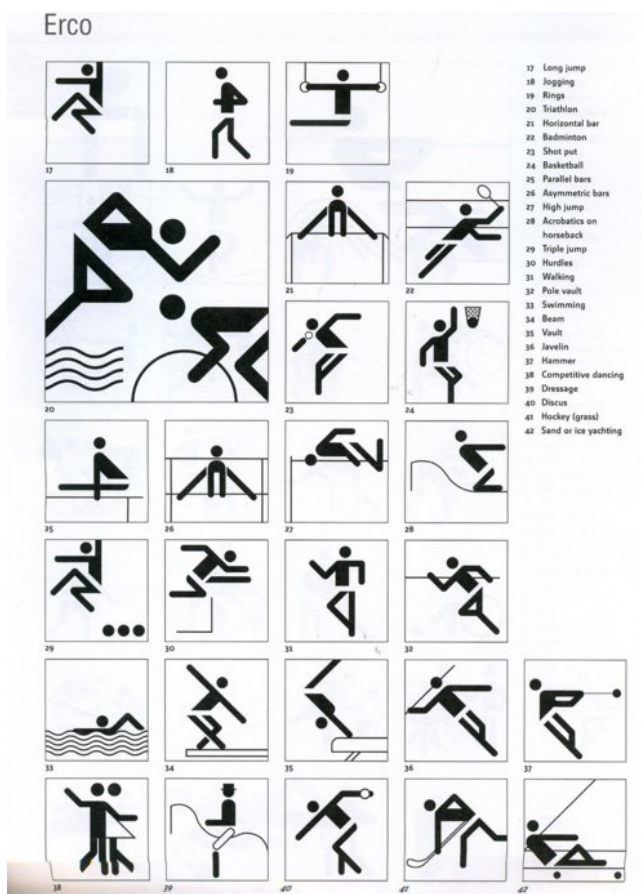 Erco
17 Long jump
18 Jogging
19 Rings
20 Triathlon
21 Horizontal bar
22 Badminton
23 Shot put
24 Basketball
25 Parallel bars
26 Asymmetric bars
27 High jump
28 Acrobatics on
horseback
29 Triple jump
30 Hurdles
31 Walking
32 Pole vault
33 Swimming
34 Beam
35 Vault
36 Javelin
37 Hammer
38 Competitive dancing
39 Dressage
40 Discus
41 Hockey (grass)
42 Sand or ice yachting
17 18 19
21 22
20 23 24
25 26 27 28
29 30 31 32
33 34 35 36 37
38 39 40 41 42